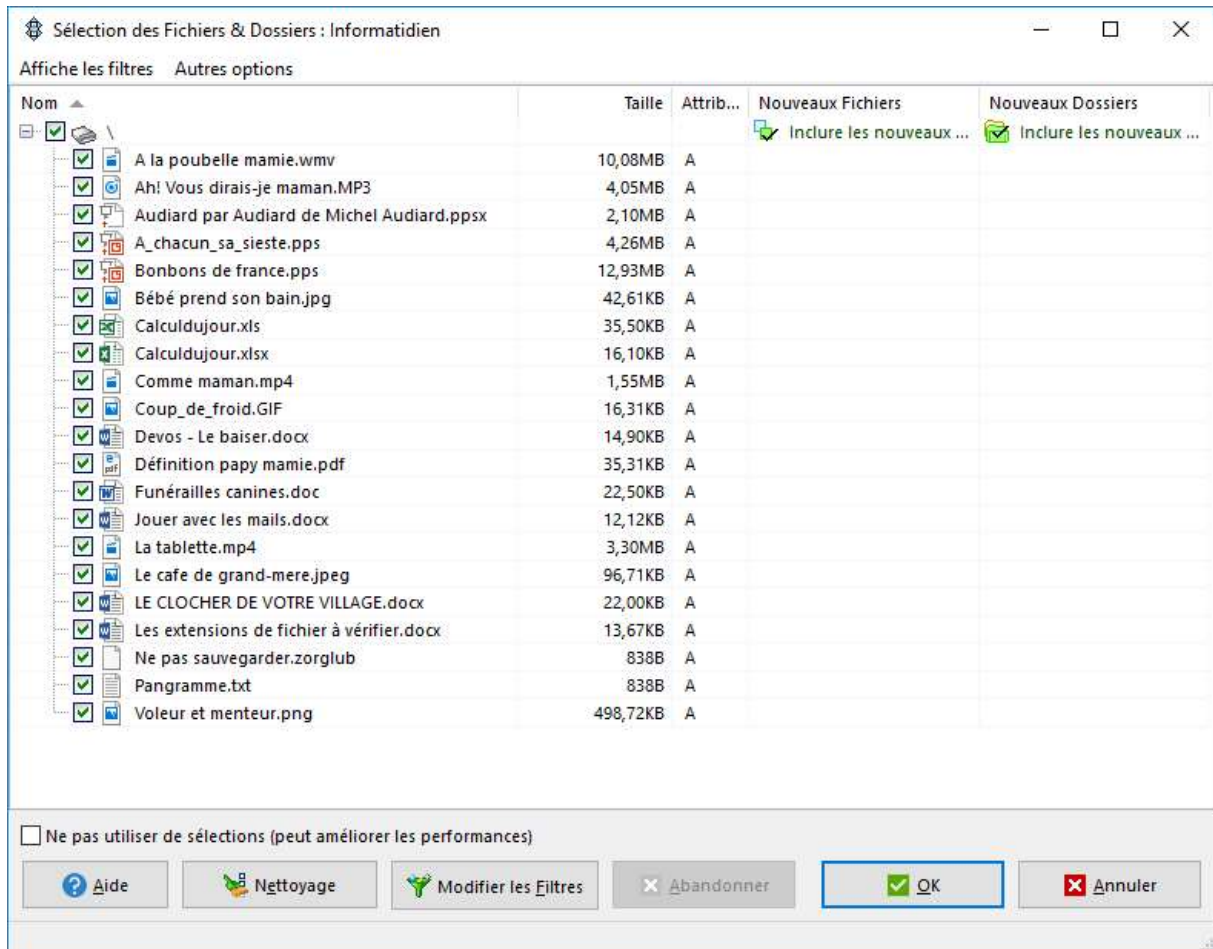 Sélection des Fichiers & Dossiers : Informatidien
Affiche les filtres Autres options
Nom Taille Attrib... Nouveaux Fichiers Nouveaux Dossiers
\ Inclure les nouveaux ... Inclure les nouveaux ...
A la poubelle mamie.wmv 10,08MB A
Ah! Vous dirais-je maman.MP3 4,05MB A
Audiard par Audiard de Michel Audiard.ppsx 2,10MB A
A_chacun_sa_sieste.pps 4,26MB A
Bonbons de france.pps 12,93MB A
Bébé prend son bain.jpg 42,61KB A
Calculdujour.xls 35,50KB A
Calculdujour.xlsx 16,10KB A
Comme maman.mp4 1,55MB A
Coup_de_froid.GIF 16,31KB A
Devos - Le baiser.docx 14,90KB A
Définition papy mamie.pdf 35,31KB A
Funérailles canines.doc 22,50KB A
Jouer avec les mails.docx 12,12KB A
La tablette.mp4 3,30MB A
Le cafe de grand-mere.jpeg 96,71KB A
LE CLOCHER DE VOTRE VILLAGE.docx 22,00KB A
Les extensions de fichier à vérifier.docx 13,67KB A
Ne pas sauvegarder.zorglub 838B A
Pangramme.txt 838B A
Voleur et menteur.png 498,72KB A
Ne pas utiliser de sélections (peut améliorer les performances)
Aide Nettoyage Modifier les Filtres Abandonner OK Annuler